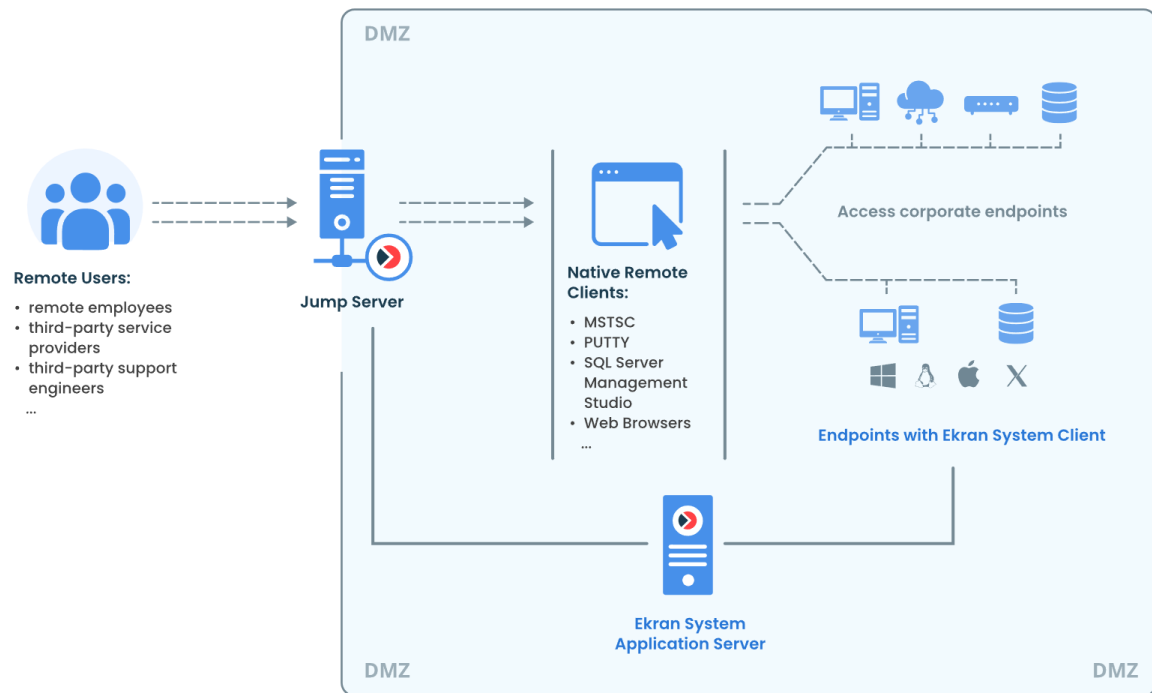 DMZ
Remote Users:
• remote employees
• third-party service
providers
• third-party support
engineers
...
Jump Server
Native Remote
Clients:
• MSTSC
• PUTTY
• SQL Server
Management
Studio
• Web Browsers
...
Access corporate endpoints
Endpoints with Ekran System Client
Ekran System
Application Server
DMZ
DMZ